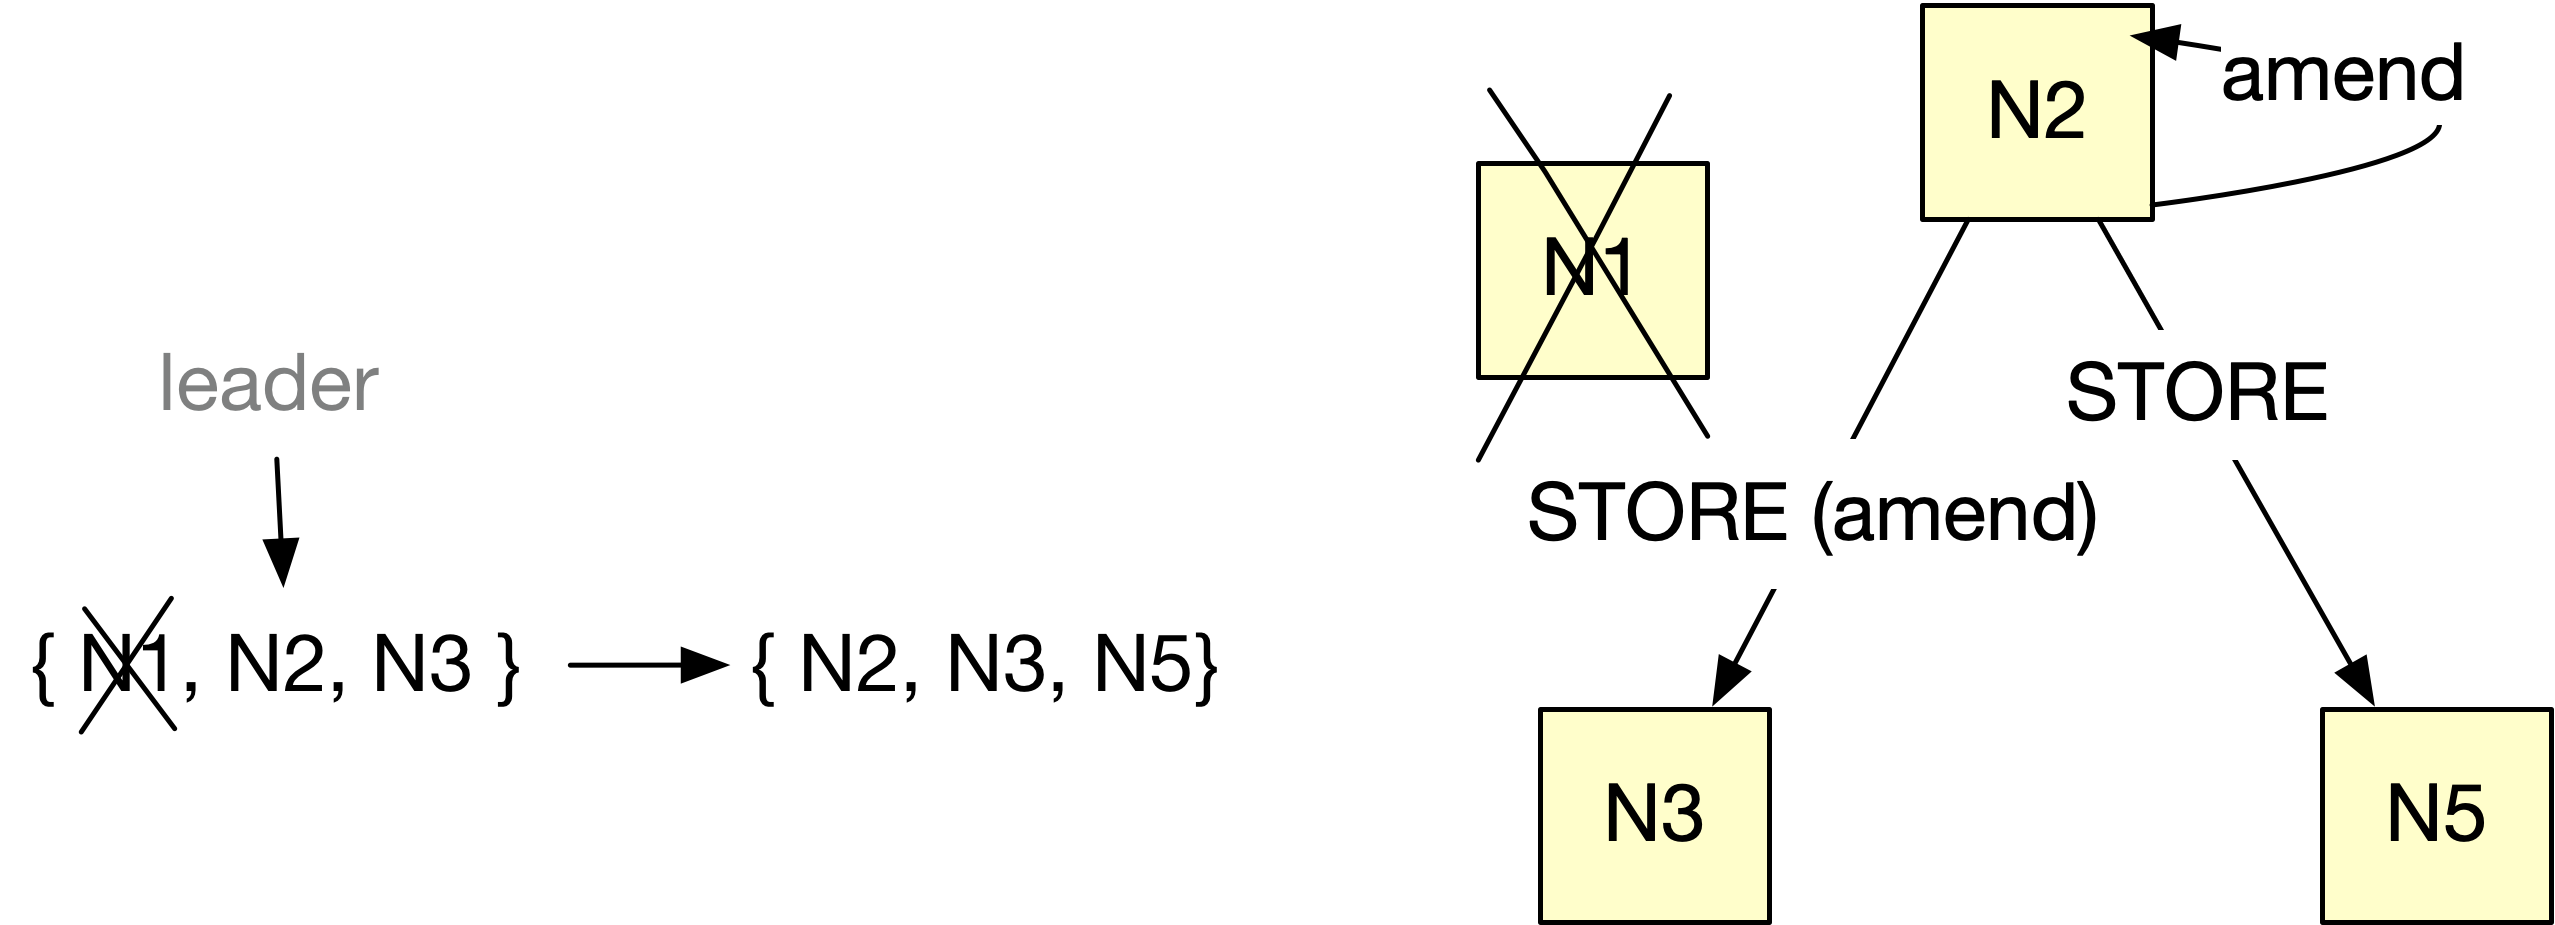 leader
{ N1, N2, N3 }
{ N2, N3, N5}
N1
N2
amend
STORE
STORE (amend)
N3
N5